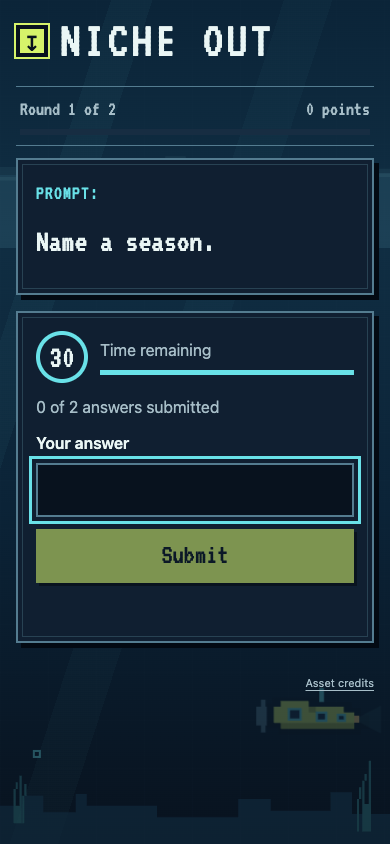 NICHE OUT
Round 1 of 2
0 points
PROMPT:
Name a season.
30
Time remaining
0 of 2 answers submitted
Your answer
Submit
Asset credits